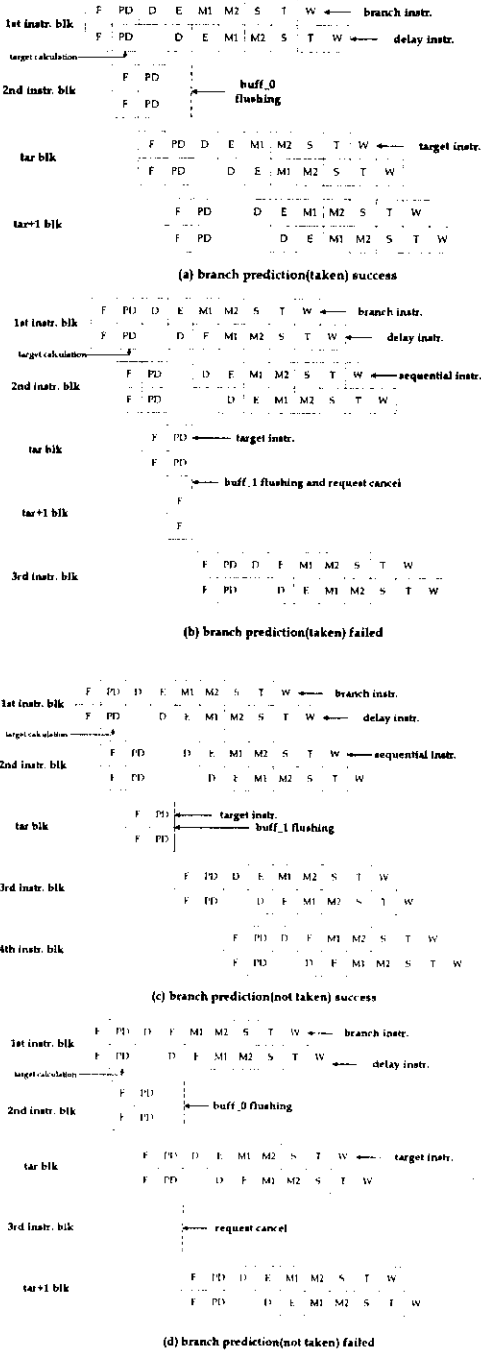 F PD D E M1 M2 S T W branch instr.
1st instr. blk
F PD D E M1 M2 S T W delay instr.
target calculation
F PD
2nd instr. blk buff_0 flushing
F PD
F PD D E M1 M2 S T W target instr.
tar blk
F PD D E M1 M2 S T W
F PD D E M1 M2 S T W
tar+1 blk
F PD D E M1 M2 S T W
(a) branch prediction(taken) success
F PD D E M1 M2 S T W branch instr.
1st instr. blk
F PD D E M1 M2 S T W delay instr.
target calculation
F PD D E M1 M2 S T W sequential instr.
2nd instr. blk
F PD D E M1 M2 S T W
F PD target instr.
tar blk
F PD
buff_1 flushing and request cancel
F
tar+1 blk
F
F PD D E M1 M2 S T W
3rd instr. blk
F PD D E M1 M2 S T W
(b) branch prediction(taken) failed
F PD D E M1 M2 S T W branch instr.
1st instr. blk
F PD D E M1 M2 S T W delay instr.
target calculation
F PD D E M1 M2 S T W sequential instr.
2nd instr. blk
F PD D E M1 M2 S T W
F PD target instr.
tar blk buff_1 flushing
F PD
F PD D E M1 M2 S T W
3rd instr. blk
F PD D E M1 M2 S T W
F PD D E M1 M2 S T W
4th instr. blk
F PD D E M1 M2 S T W
(c) branch prediction(not taken) success
F PD D E M1 M2 S T W branch instr.
1st instr. blk
F PD D E M1 M2 S T W delay instr.
target calculation
F PD
2nd instr. blk buff_0 flushing
F PD
F PD D E M1 M2 S T W target instr.
tar blk
F PD D E M1 M2 S T W
3rd instr. blk request cancel
F PD D E M1 M2 S T W
tar+1 blk
F PD D E M1 M2 S T W
(d) branch prediction(not taken) failed